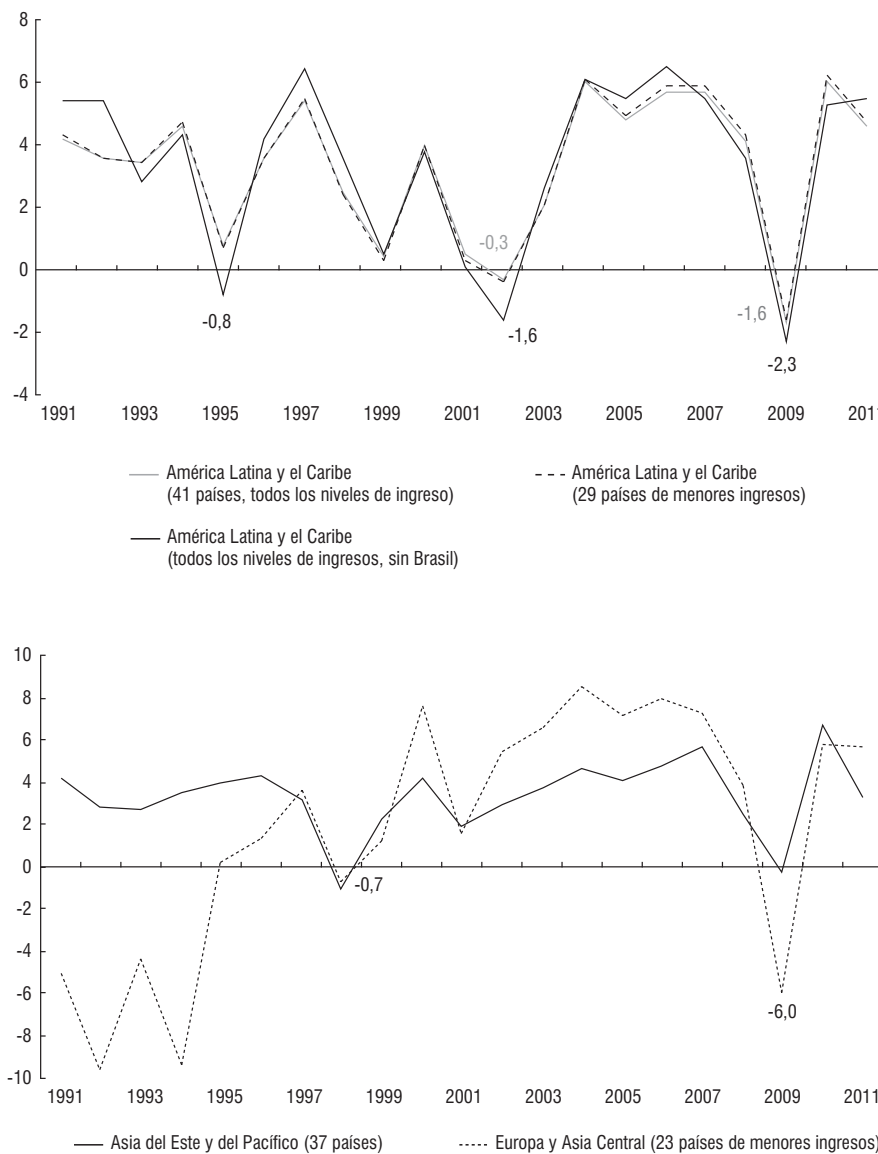 8
6
4
2
0
-2
-4
-0,8
-0,3
-1,6
-1,6
-2,3
1991 1993 1995 1997 1999 2001 2003 2005 2007 2009 2011
América Latina y el Caribe
(41 países, todos los niveles de ingreso)
América Latina y el Caribe
(29 países de menores ingresos)
América Latina y el Caribe
(todos los niveles de ingresos, sin Brasil)
10
8
6
4
2
0
-2
-4
-6
-8
-10
-0,7
-6,0
1991 1993 1995 1997 1999 2001 2003 2005 2007 2009 2011
Asia del Este y del Pacífico (37 países)
Europa y Asia Central (23 países de menores ingresos)